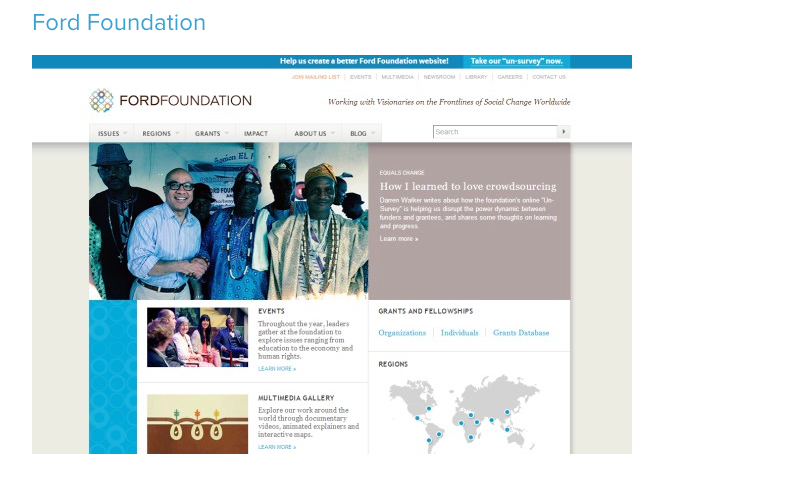 Ford Foundation
Help us create a better Ford Foundation website! Take our "un-survey" now.
JOIN MAILING LIST EVENTS MULTIMEDIA NEWSROOM LIBRARY CAREERS CONTACT US
FORDFOUNDATION
Working with Visionaries on the Frontlines of Social Change Worldwide
ISSUES REGIONS GRANTS IMPACT ABOUT US BLOG
Search
EQUALS CHANGE
How I learned to love crowdsourcing
Darren Walker writes about how the foundation's online "Un-
Survey" is helping us disrupt the power dynamic between
funders and grantees, and shares some thoughts on learning
and progress.
Learn more »
EVENTS
Throughout the year, leaders
gather at the foundation to
explore issues ranging from
education to the economy and
human rights.
LEARN MORE »
GRANTS AND FELLOWSHIPS
Organizations Individuals Grants Database
REGIONS
MULTIMEDIA GALLERY
Explore our work around the
world through documentary
videos, animated explainers and
interactive maps.
LEARN MORE »